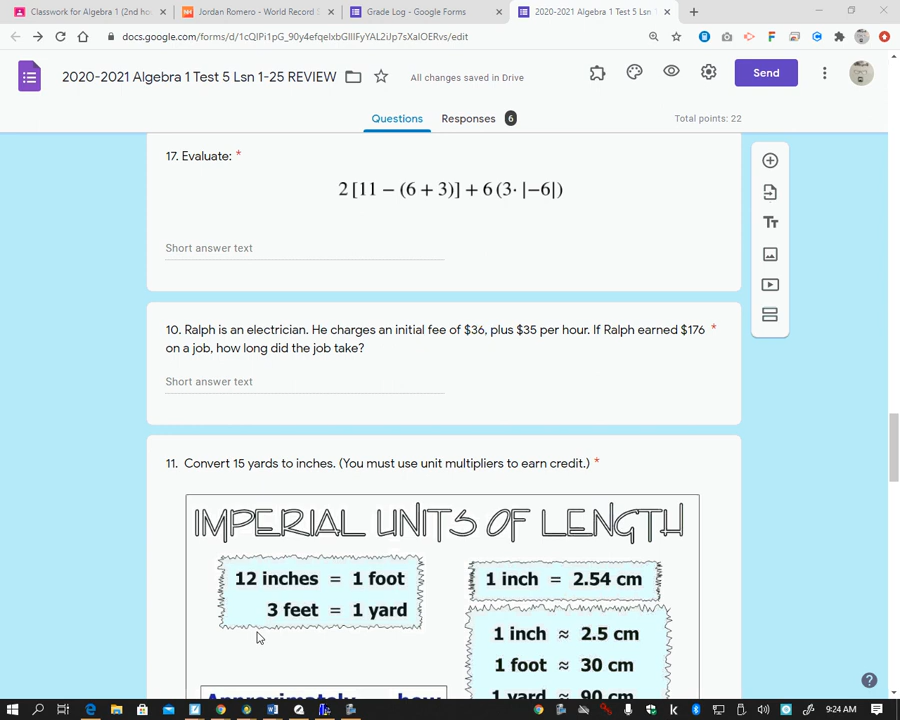 Classwork for Algebra 1 (2nd ho
Jordan Romero - World Record S
Grade Log - Google Forms
2020-2021 Algebra 1 Test 5 Lsn
docs.google.com/forms/d/1cQIPi1pG_90y4efqelxbGIIIFyYAL2iJp7sXaIOERvs/edit
2020-2021 Algebra 1 Test 5 Lsn 1-25 REVIEW
All changes saved in Drive
Send
Questions
Responses 6
Total points: 22
17. Evaluate: *
2 [11 − (6 + 3)] + 6 (3· |−6|)
Short answer text
10. Ralph is an electrician. He charges an initial fee of $36, plus $35 per hour. If Ralph earned $176 *
on a job, how long did the job take?
Short answer text
11. Convert 15 yards to inches. (You must use unit multipliers to earn credit.) *
IMPERIAL UNITS OF LENGTH
12 inches = 1 foot
3 feet = 1 yard
1 inch = 2.54 cm
1 inch ≈ 2.5 cm
1 foot ≈ 30 cm
1 yard ≈ 90 cm
Approximately how
9:24 AM